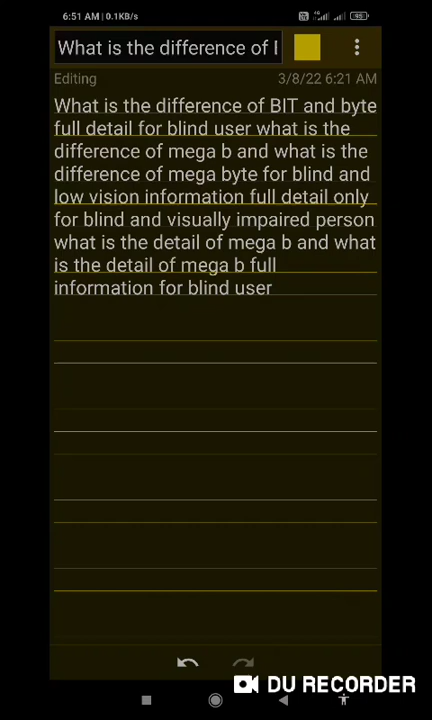 6:51 AM | 0.1KB/s
4G
95
What is the difference of
Editing
3/8/22 6:21 AM
What is the difference of BIT and byte
full detail for blind user what is the
difference of mega b and what is the
difference of mega byte for blind and
low vision information full detail only
for blind and visually impaired person
what is the detail of mega b and what
is the detail of mega b full
information for blind user
DU RECORDER